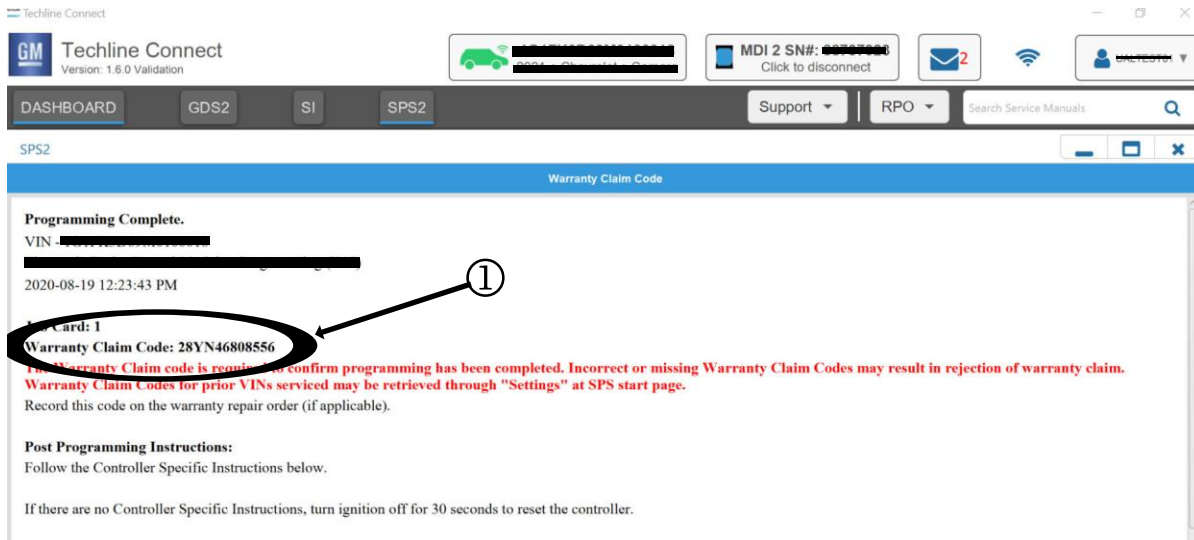 Techline Connect
GM
Techline Connect
Version: 1.6.0 Validation
MDI 2 SN#:
Click to disconnect
2
DASHBOARD GDS2 SI SPS2 Support RPO Search Service Manuals
SPS2
Warranty Claim Code
Programming Complete.
VIN -
2020-08-19 12:23:43 PM
①
Card: 1
Warranty Claim Code: 28YN46808556
The Warranty Claim code is required to confirm programming has been completed. Incorrect or missing Warranty Claim Codes may result in rejection of warranty claim.
Warranty Claim Codes for prior VINs serviced may be retrieved through "Settings" at SPS start page.
Record this code on the warranty repair order (if applicable).
Post Programming Instructions:
Follow the Controller Specific Instructions below.
If there are no Controller Specific Instructions, turn ignition off for 30 seconds to reset the controller.